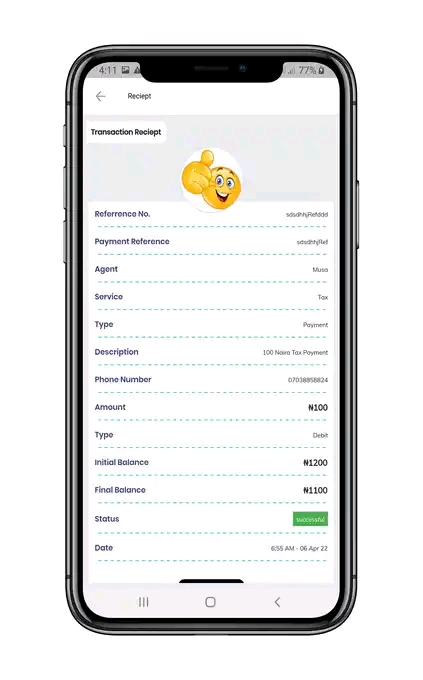 4:11 77%
Reciept
Transaction Reciept
Referrence No. sdsdhhjRefddd
Payment Reference sdsdhhjRef
Agent Musa
Service Tax
Type Payment
Description 100 Naira Tax Payment
Phone Number 07038858824
Amount ₦100
Type Debit
Initial Balance ₦1200
Final Balance ₦1100
Status successful
Date 6:55 AM - 06 Apr 22